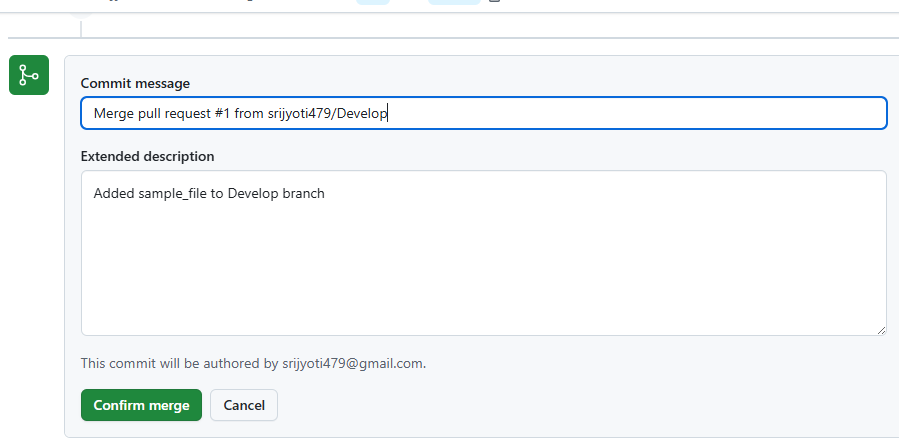 Commit message
Merge pull request #1 from srijyoti479/Develop
Extended description
Added sample_file to Develop branch
This commit will be authored by srijyoti479@gmail.com.
Confirm merge
Cancel